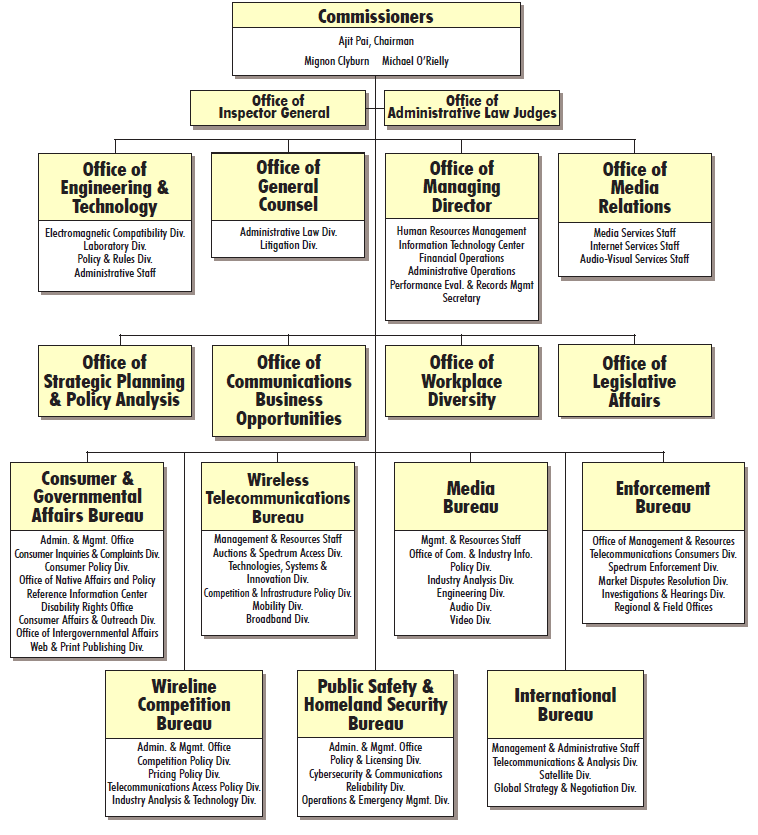 Commissioners
Ajit Pai, Chairman
Mignon Clyburn Michael O'Rielly
Office of
Inspector General
Office of
Administrative Law Judges
Office of
Engineering &
Technology
Electromagnetic Compatibility Div.
Laboratory Div.
Policy & Rules Div.
Administrative Staff
Office of
General
Counsel
Administrative Law Div.
Litigation Div.
Office of
Managing
Director
Human Resources Management
Information Technology Center
Financial Operations
Administrative Operations
Performance Eval. & Records Mgmt
Secretary
Office of
Media
Relations
Media Services Staff
Internet Services Staff
Audio-Visual Services Staff
Office of
Strategic Planning
& Policy Analysis
Office of
Communications
Business
Opportunities
Office of
Workplace
Diversity
Office of
Legislative
Affairs
Consumer &
Governmental
Affairs Bureau
Admin. & Mgmt. Office
Consumer Inquiries & Complaints Div.
Consumer Policy Div.
Office of Native Affairs and Policy
Reference Information Center
Disability Rights Office
Consumer Affairs & Outreach Div.
Office of Intergovernmental Affairs
Web & Print Publishing Div.
Wireless
Telecommunications
Bureau
Management & Resources Staff
Auctions & Spectrum Access Div.
Technologies, Systems &
Innovation Div.
Competition & Infrastructure Policy Div.
Mobility Div.
Broadband Div.
Media
Bureau
Mgmt. & Resources Staff
Office of Com. & Industry Info.
Policy Div.
Industry Analysis Div.
Engineering Div.
Audio Div.
Video Div.
Enforcement
Bureau
Office of Management & Resources
Telecommunications Consumers Div.
Spectrum Enforcement Div.
Market Disputes Resolution Div.
Investigations & Hearings Div.
Regional & Field Offices
Wireline
Competition
Bureau
Admin. & Mgmt. Office
Competition Policy Div.
Pricing Policy Div.
Telecommunications Access Policy Div.
Industry Analysis & Technology Div.
Public Safety &
Homeland Security
Bureau
Admin. & Mgmt. Office
Policy & Licensing Div.
Cybersecurity & Communications
Reliability Div.
Operations & Emergency Mgmt. Div.
International
Bureau
Management & Administrative Staff
Telecommunications & Analysis Div.
Satellite Div.
Global Strategy & Negotiation Div.